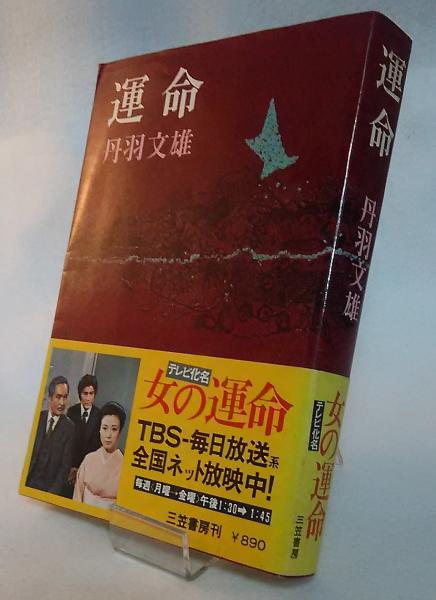 運命
丹羽文雄
テレビ化名
女の運命
TBS-毎日放送系
全国ネット放映中!
毎週〈月曜→金曜〉午後1:30➡1:45
三笠書房刊 ¥890
運命
丹羽文雄
テレビ化名
女の運命
三笠書房